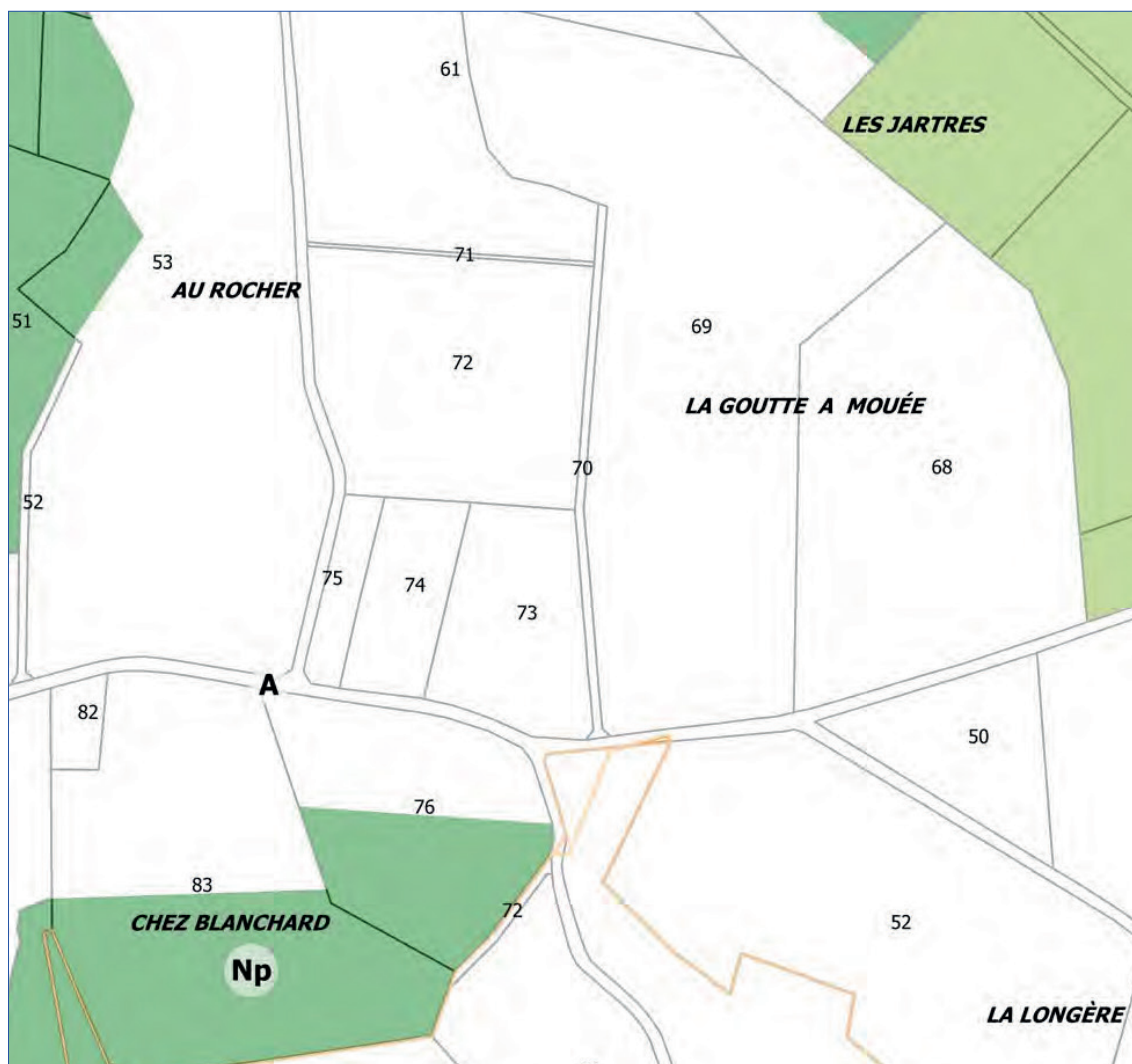 61
LES JARTRES
71
53
AU ROCHER
51
69
72
LA GOUTTE A MOUÉE
70
68
52
75
74
73
A
82
50
76
83
72
CHEZ BLANCHARD
52
Np
LA LONGÈRE